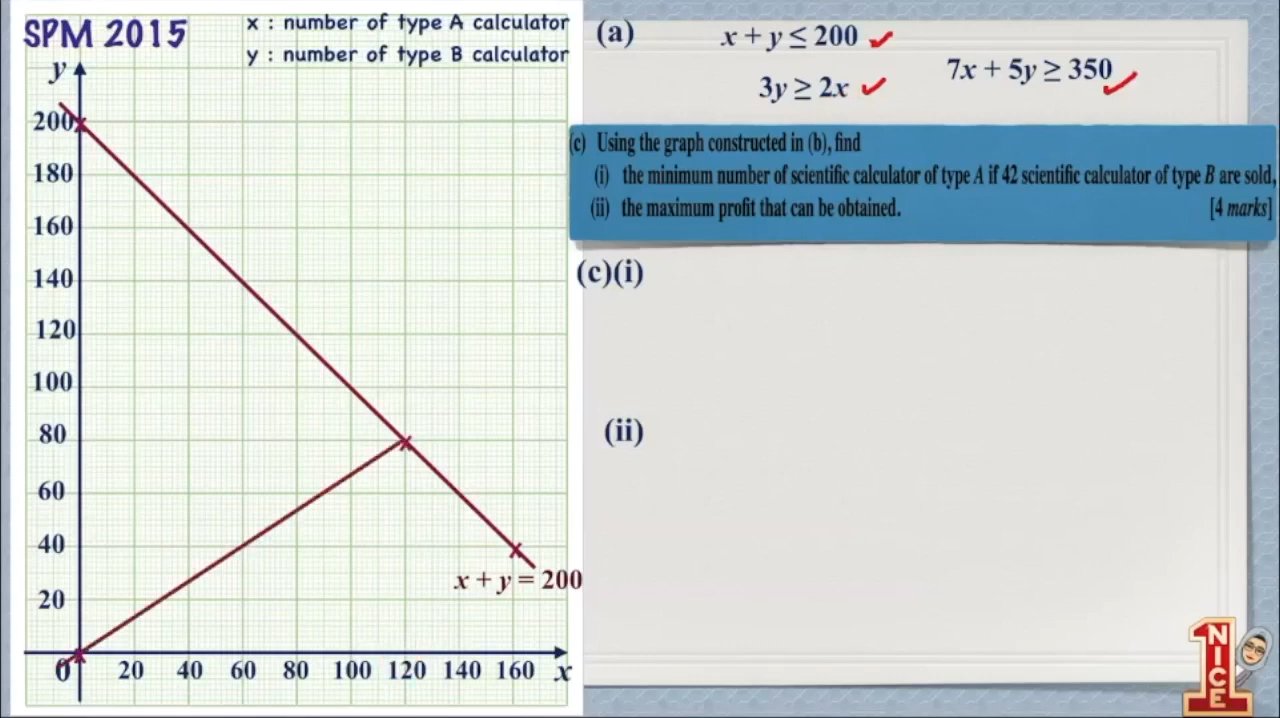 SPM 2015
x : number of type A calculator
y : number of type B calculator
y
200
180
160
140
120
100
80
60
40
20
0
20 40 60 80 100 120 140 160 x
x + y = 200
(a)
x + y ≤ 200
3y ≥ 2x
7x + 5y ≥ 350
(c) Using the graph constructed in (b), find
(i) the minimum number of scientific calculator of type A if 42 scientific calculator of type B are sold,
(ii) the maximum profit that can be obtained. [4 marks]
(c)(i)
(ii)
1
NICE